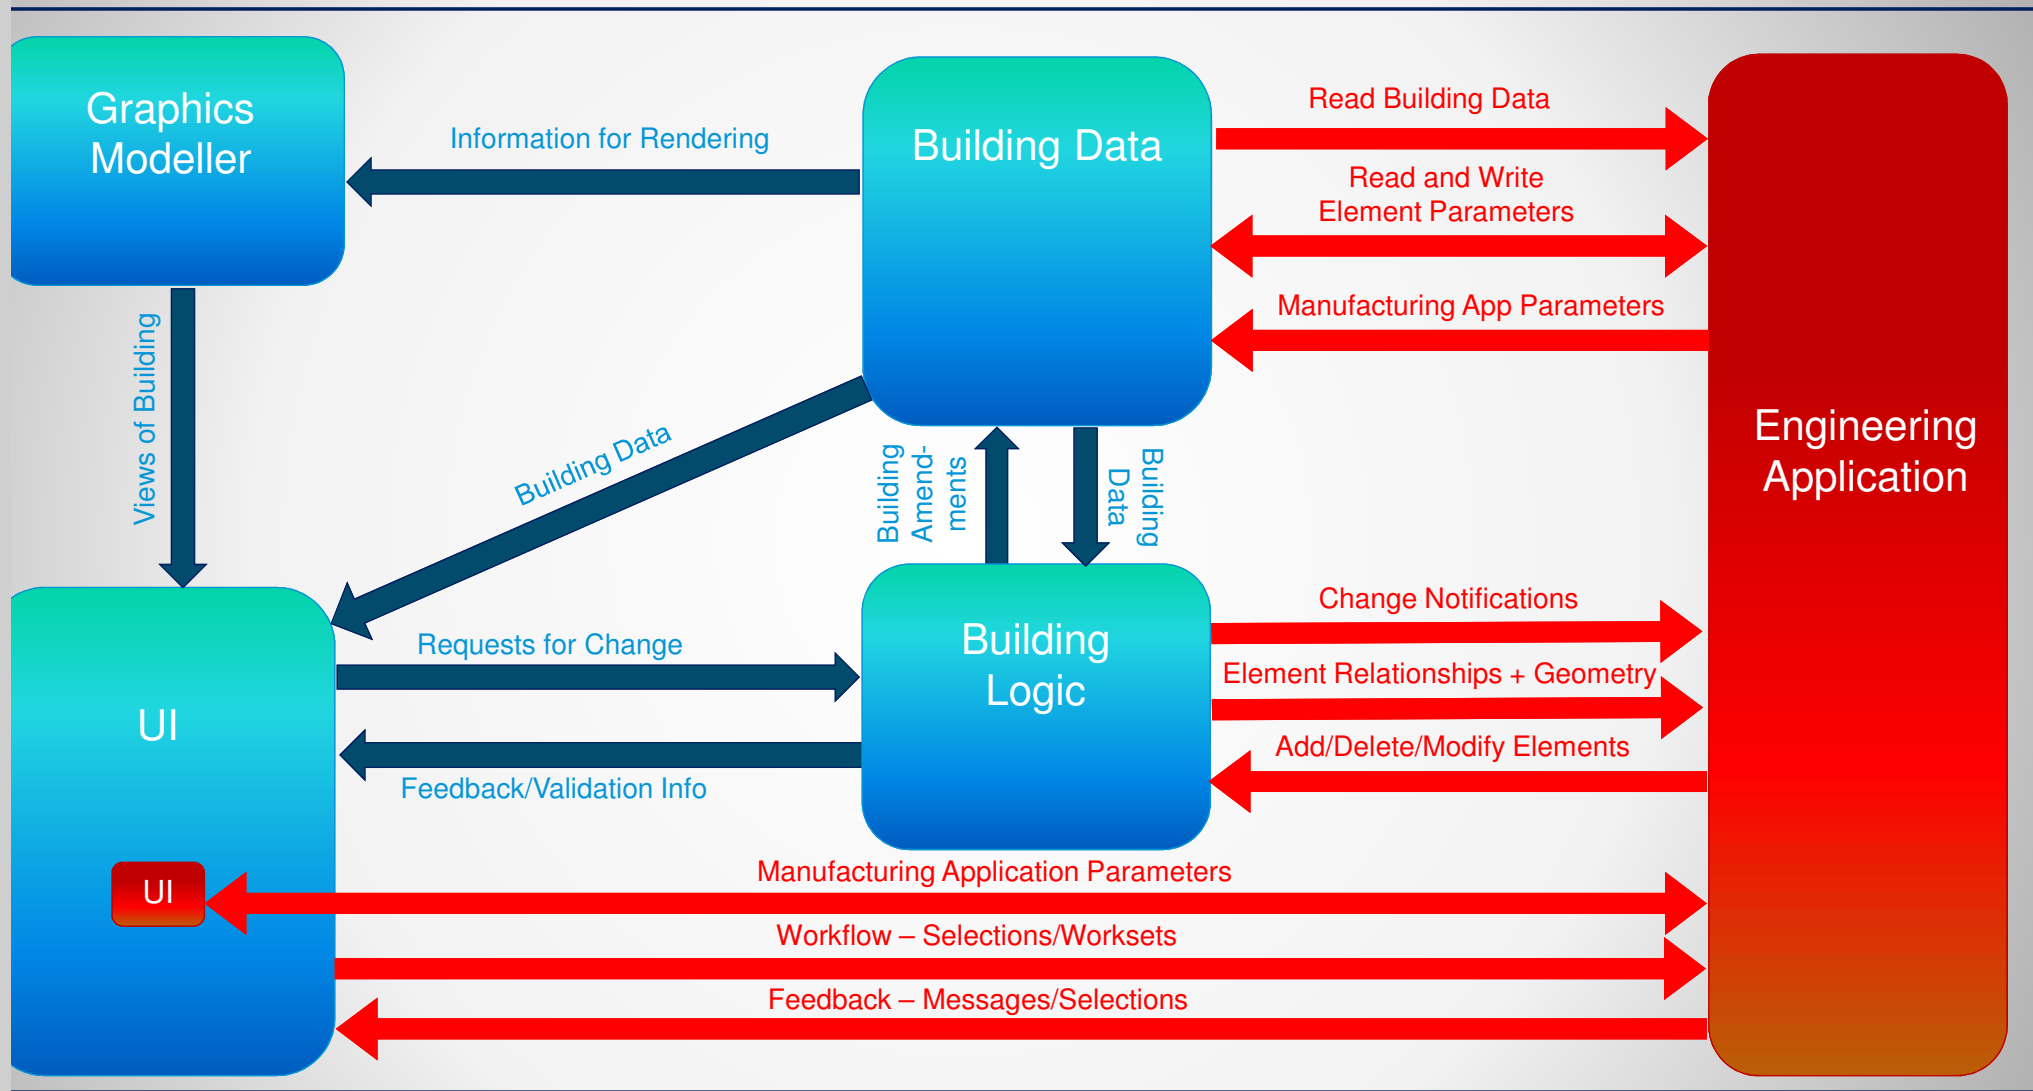 Graphics
Modeller
Information for Rendering
Building Data
Read Building Data
Read and Write
Element Parameters
Manufacturing App Parameters
Engineering
Application
Views of Building
Building Data
Building
Amend-
ments
Building
Data
UI
Requests for Change
Feedback/Validation Info
Building
Logic
Change Notifications
Element Relationships + Geometry
Add/Delete/Modify Elements
UI
Manufacturing Application Parameters
Workflow – Selections/Worksets
Feedback – Messages/Selections